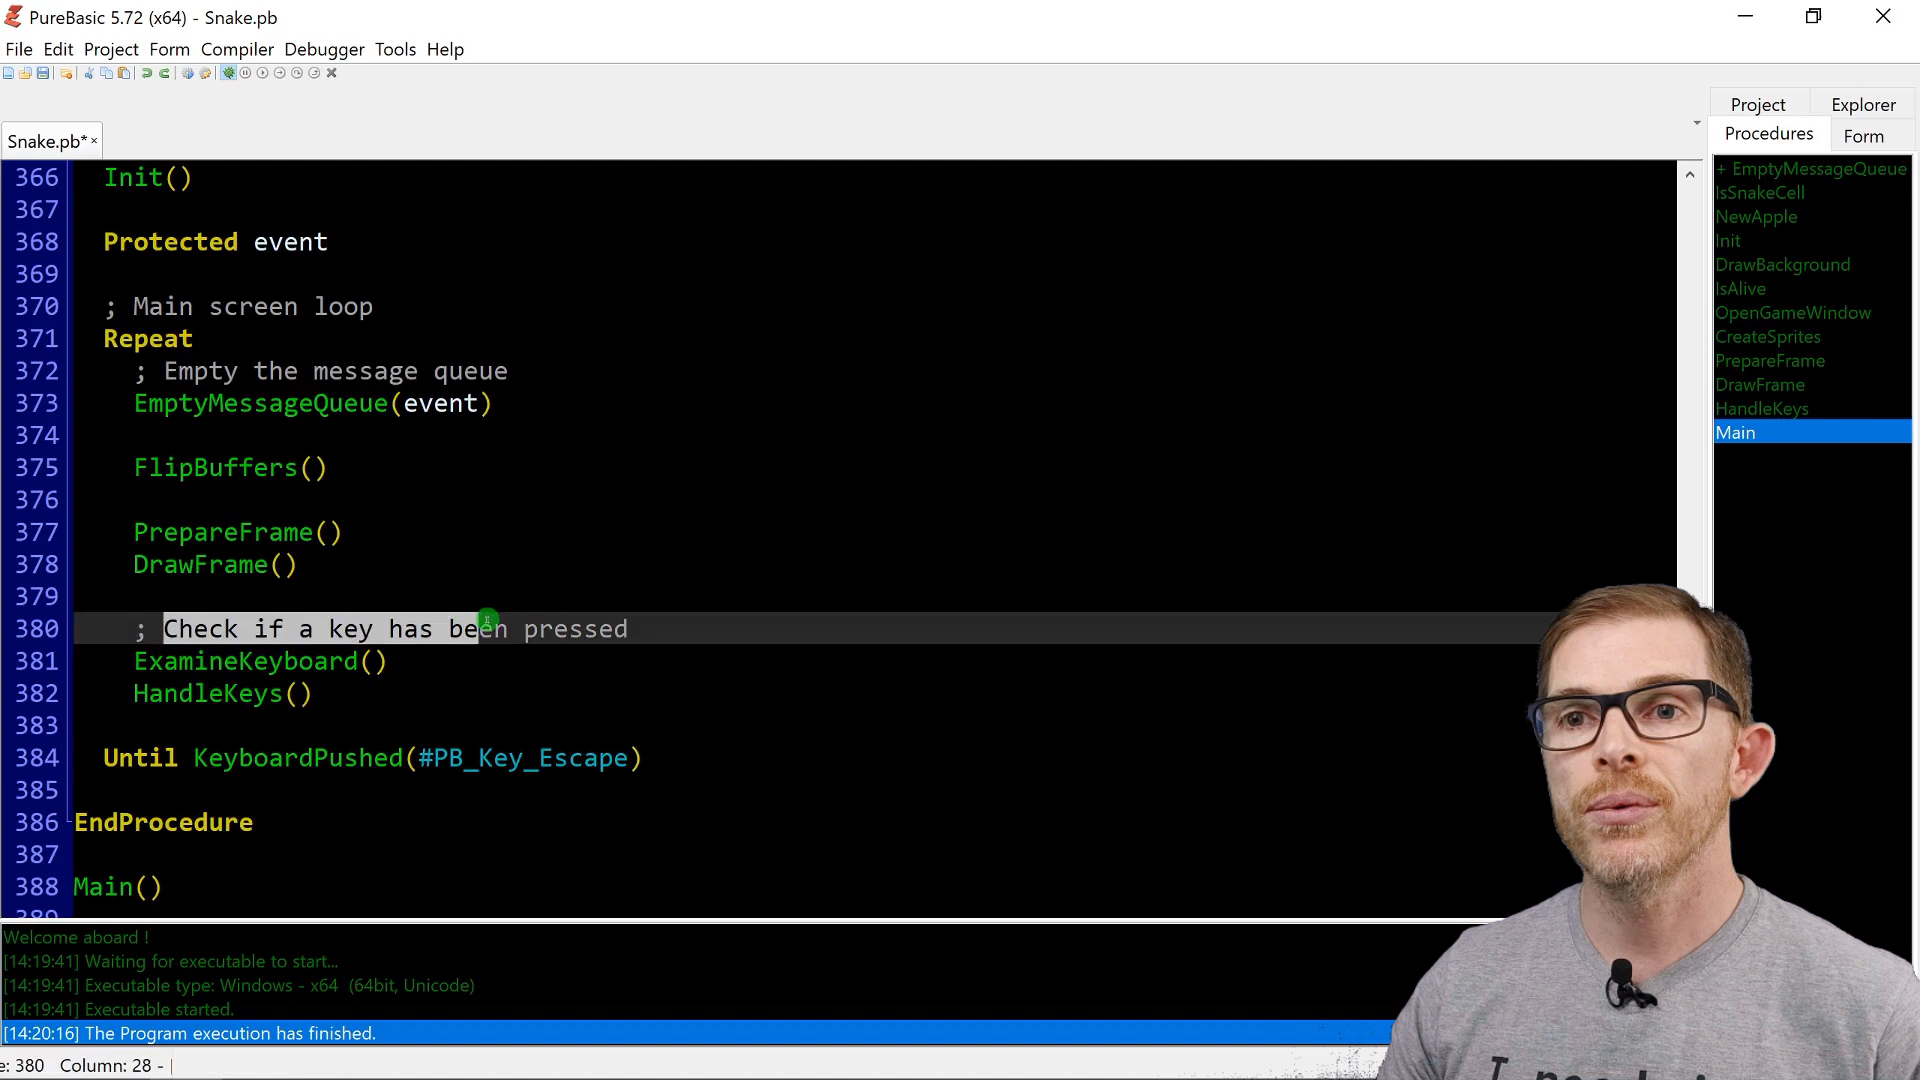 PureBasic 5.72 (x64) - Snake.pb
File Edit Project Form Compiler Debugger Tools Help
Project Explorer
Procedures Form
Snake.pb*
+ EmptyMessageQueue
IsSnakeCell
NewApple
Init
DrawBackground
IsAlive
OpenGameWindow
CreateSprites
PrepareFrame
DrawFrame
HandleKeys
Main
366 Init()
367
368 Protected event
369
370 ; Main screen loop
371 Repeat
372 ; Empty the message queue
373 EmptyMessageQueue(event)
374
375 FlipBuffers()
376
377 PrepareFrame()
378 DrawFrame()
379
380 ; Check if a key has been pressed
381 ExamineKeyboard()
382 HandleKeys()
383
384 Until KeyboardPushed(#PB_Key_Escape)
385
386 EndProcedure
387
388 Main()
389
Welcome aboard !
[14:19:41] Waiting for executable to start...
[14:19:41] Executable type: Windows - x64 (64bit, Unicode)
[14:19:41] Executable started.
[14:20:16] The Program execution has finished.
e: 380 Column: 28 -